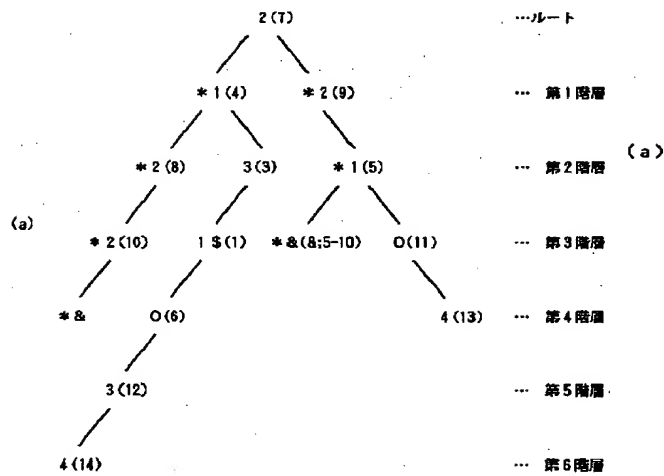 2(7) …ルート
*1(4) *2(9) … 第1階層
*2(8) 3(3) *1(5) … 第2階層 (a)
(a) *2(10) 1$(1) *&(8;5-10) 0(11) … 第3階層
*& 0(6) 4(13) … 第4階層
3(12) … 第5階層
4(14) … 第6階層